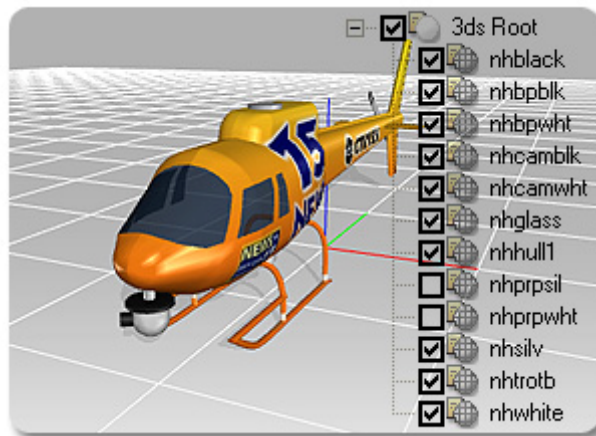 3ds Root
nhblack
nhbpblk
nhbpwht
nhcamblk
nhcamwht
nhglass
nhhull1
nhprpsil
nhprpwht
nhsilv
nhtrotb
nhwhite
15
NEWS